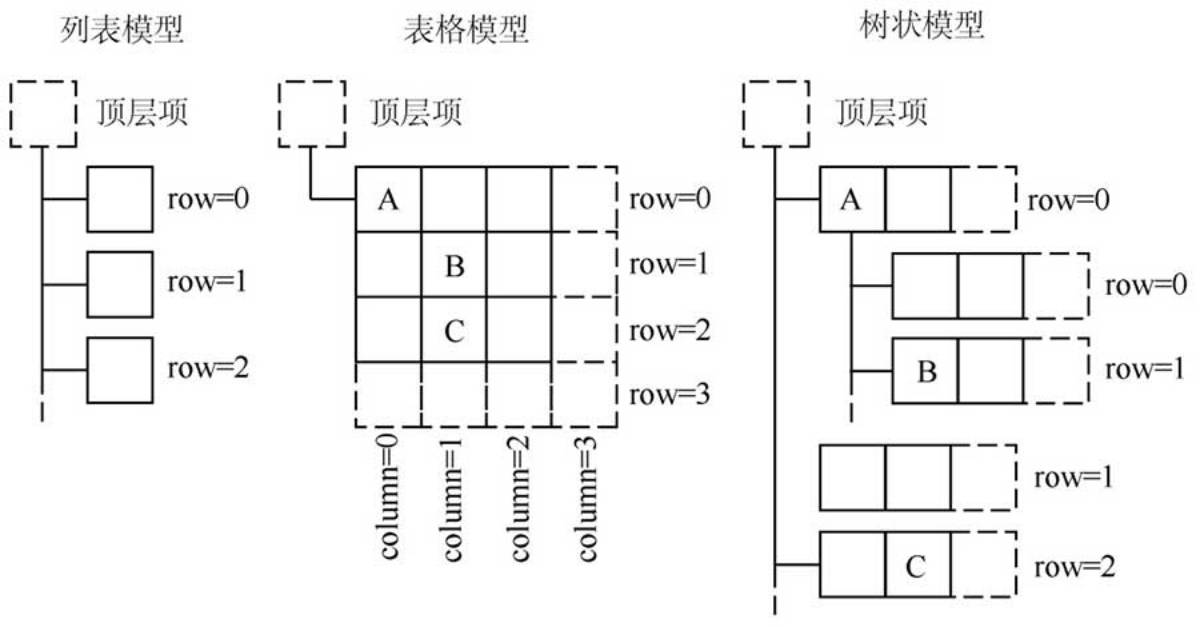 列表模型
顶层项
row=0
row=1
row=2
表格模型
顶层项
A
row=0
B
row=1
C
row=2
row=3
column=0
column=1
column=2
column=3
树状模型
顶层项
A
row=0
row=0
B
row=1
row=1
C
row=2